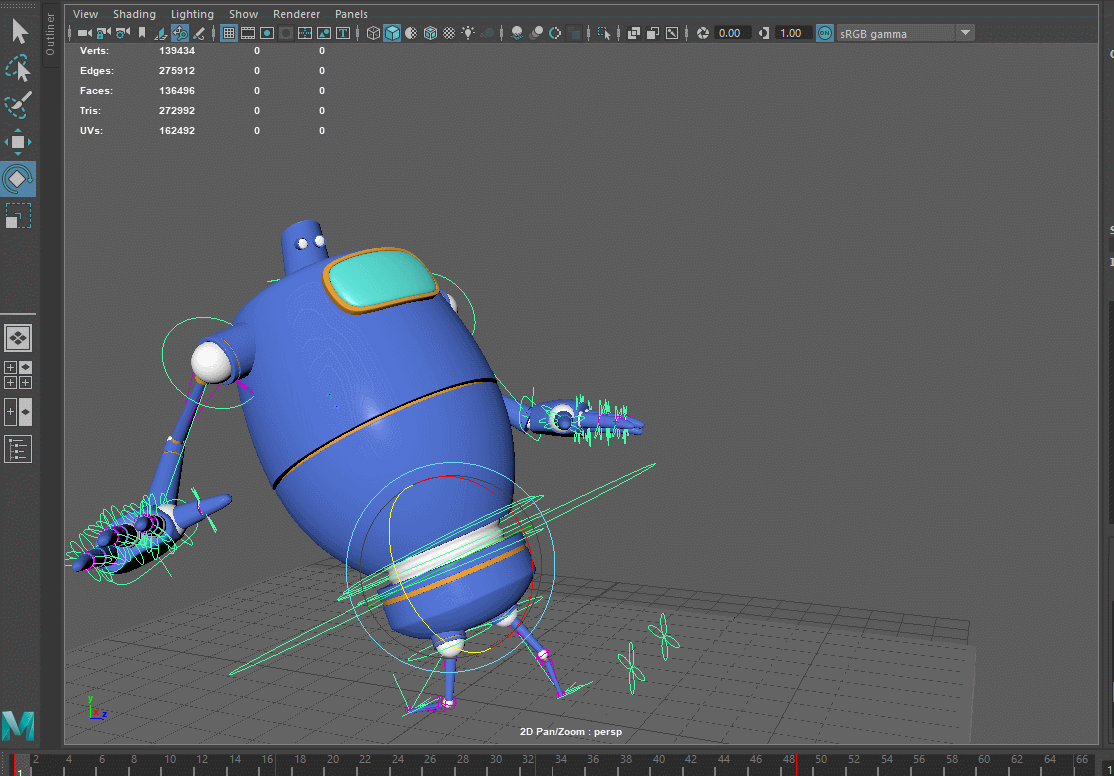 View Shading Lighting Show Renderer Panels
Outliner
0.00 1.00 ON sRGB gamma
Verts: 139434 0 0
Edges: 275912 0 0
Faces: 136496 0 0
Tris: 272992 0 0
UVs: 162492 0 0
y
z
2D Pan/Zoom : persp
2 4 6 8 10 12 14 16 18 20 22 24 26 28 30 32 34 36 38 40 42 44 46 48 50 52 54 56 58 60 62 64 66
1